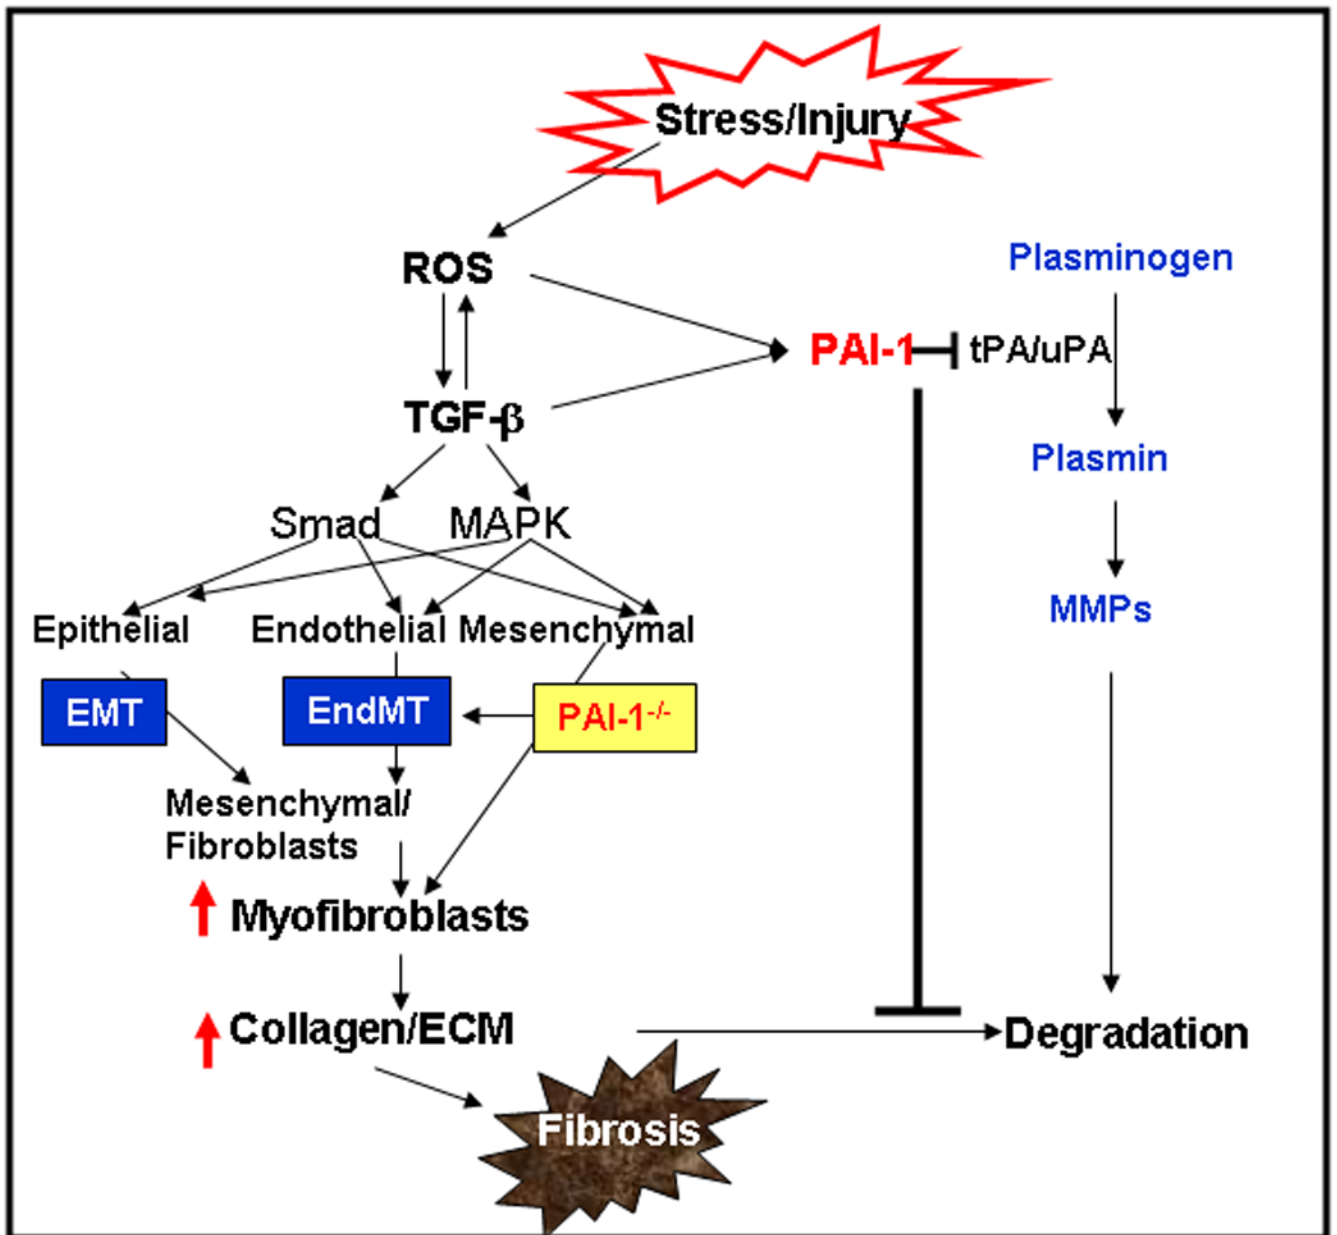 Stress/Injury
ROS
Plasminogen
PAI-1
tPA/uPA
TGF-β
Plasmin
Smad
MAPK
MMPs
Epithelial
Endothelial
Mesenchymal
EMT
EndMT
PAI-1-/-
Mesenchymal/
Fibroblasts
Myofibroblasts
Collagen/ECM
Degradation
Fibrosis